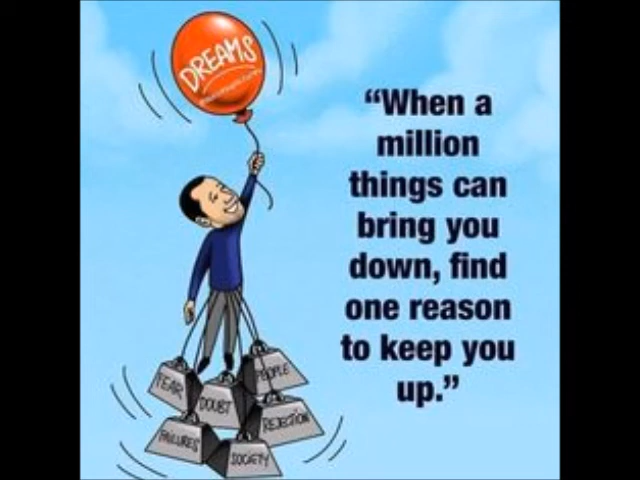 DREAMS
“When a
million
things can
bring you
down, find
one reason
to keep you
up.”
FEAR
DOUBT
PEOPLE
FAILURES
REJECTION
SOCIETY